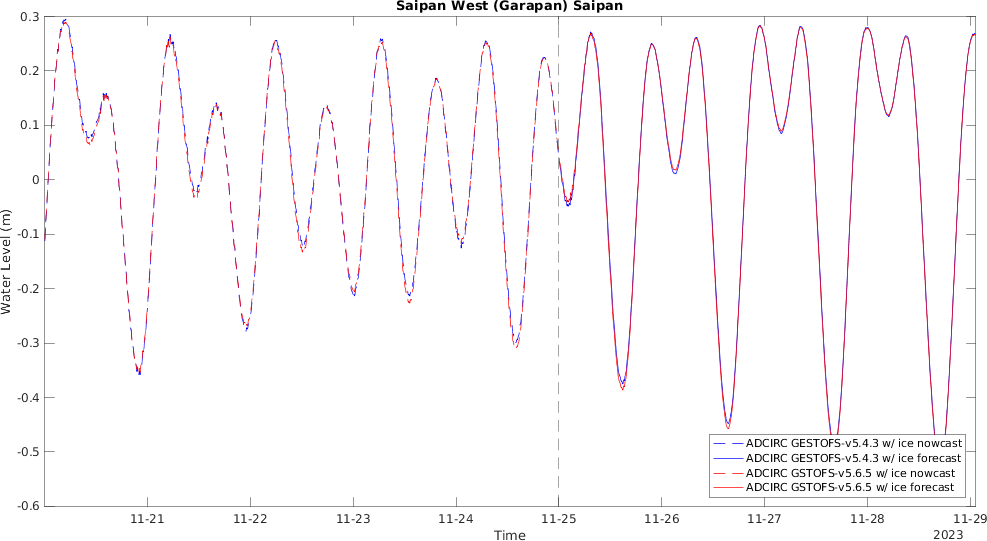 Saipan West (Garapan) Saipan
0.3
0.2
0.1
0
-0.1
-0.2
-0.3
-0.4
-0.5
-0.6
Water Level (m)
ADCIRC GESTOFS-v5.4.3 w/ ice nowcast
ADCIRC GESTOFS-v5.4.3 w/ ice forecast
ADCIRC GSTOFS-v5.6.5 w/ ice nowcast
ADCIRC GSTOFS-v5.6.5 w/ ice forecast
11-21 11-22 11-23 11-24 11-25 11-26 11-27 11-28 11-29
Time
2023